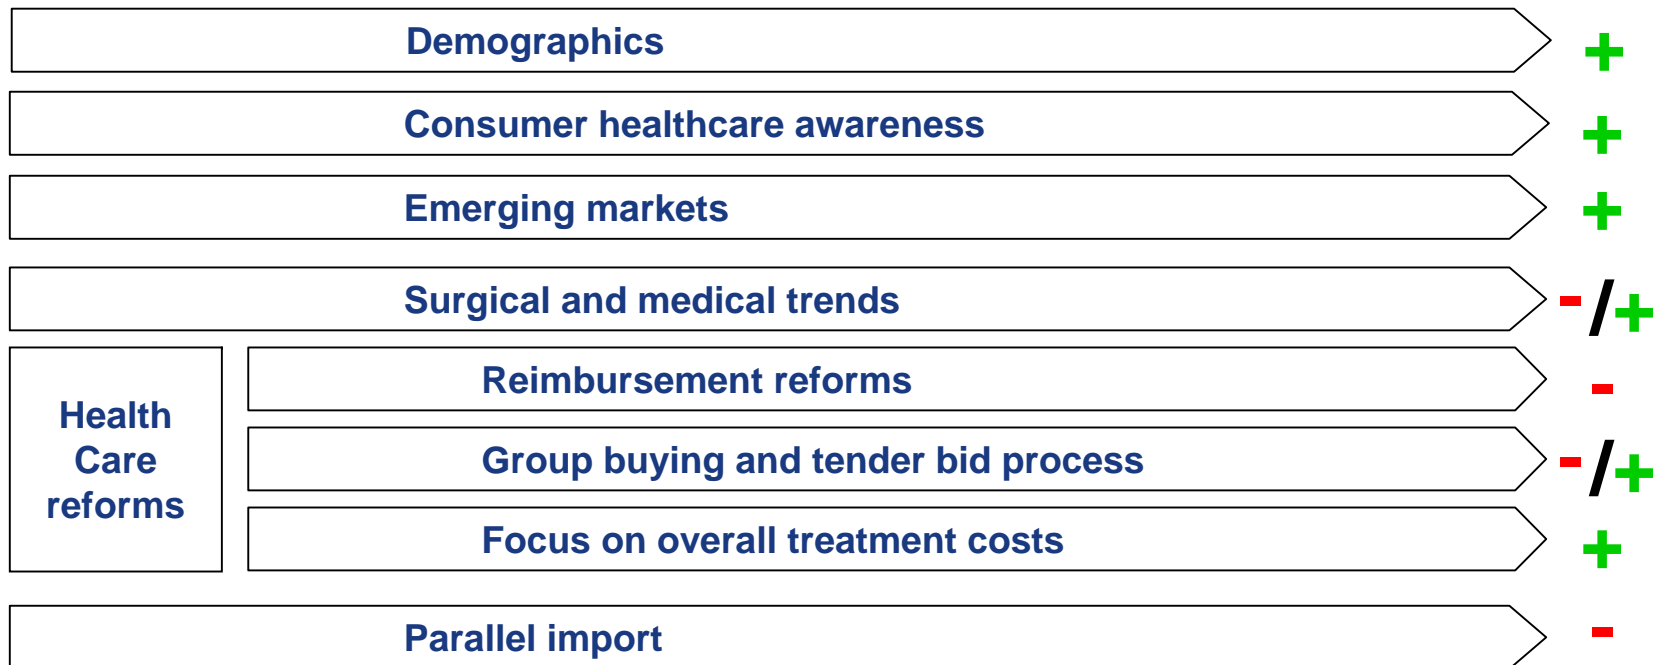 Demographics +
Consumer healthcare awareness +
Emerging markets +
Surgical and medical trends -/+
Health
Care
reforms
Reimbursement reforms -
Group buying and tender bid process -/+
Focus on overall treatment costs +
Parallel import -